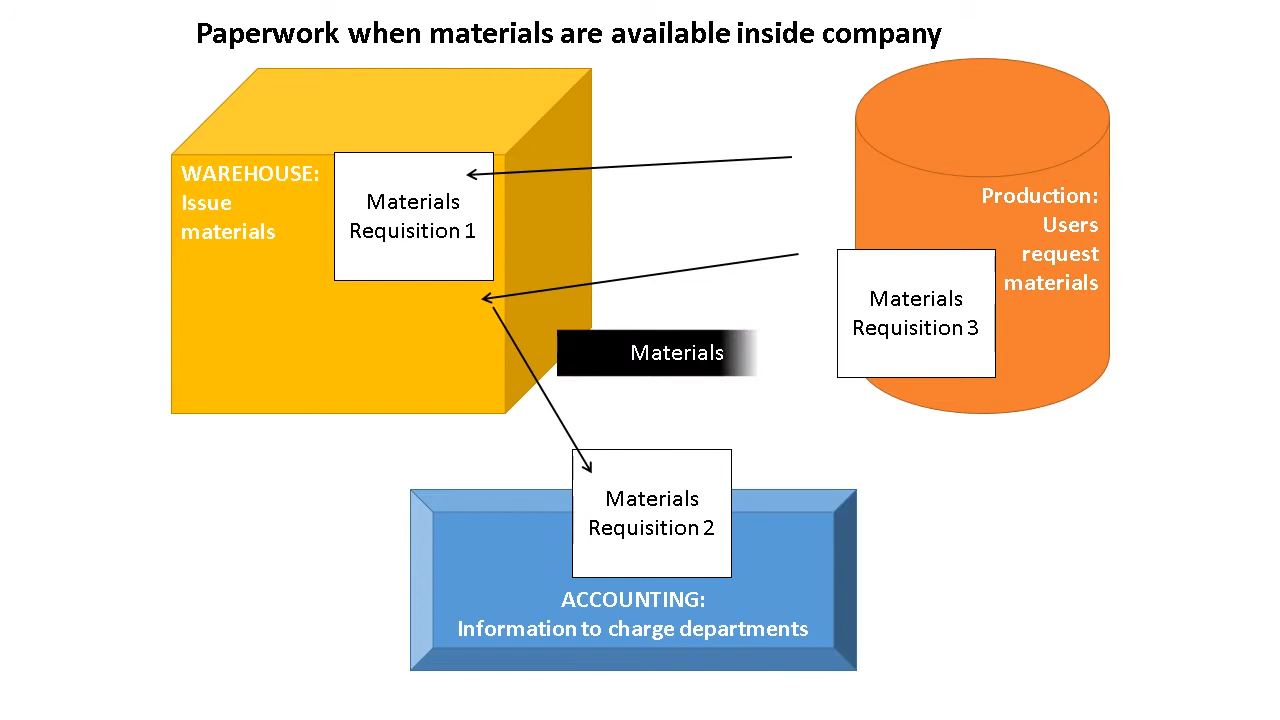 Paperwork when materials are available inside company
WAREHOUSE:
Issue
materials
Materials
Requisition 1
Production:
Users
request
materials
Materials
Requisition 3
Materials
Materials
Requisition 2
ACCOUNTING:
Information to charge departments